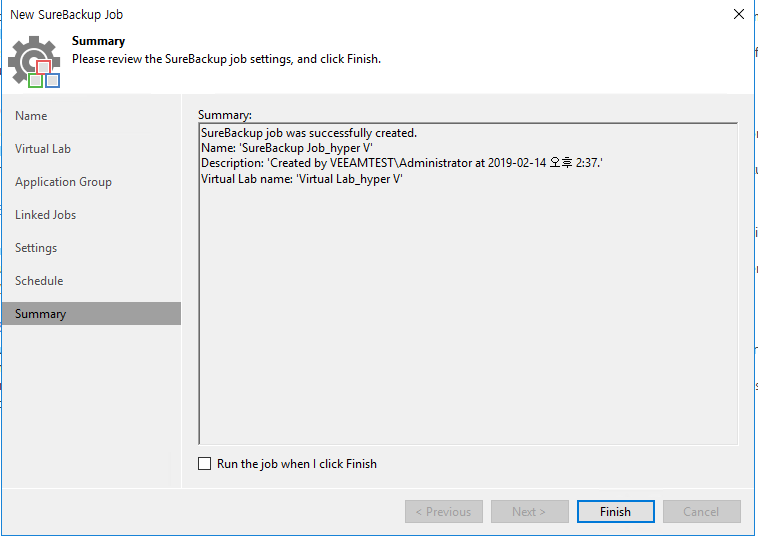 New SureBackup Job
Summary
Please review the SureBackup job settings, and click Finish.
Name
Virtual Lab
Application Group
Linked Jobs
Settings
Schedule
Summary
Summary:
SureBackup job was successfully created.
Name: 'SureBackup Job_hyper V'
Description: 'Created by VEEAMTEST\Administrator at 2019-02-14 오후 2:37.'
Virtual Lab name: 'Virtual Lab_hyper V'
Run the job when I click Finish
< Previous
Next >
Finish
Cancel